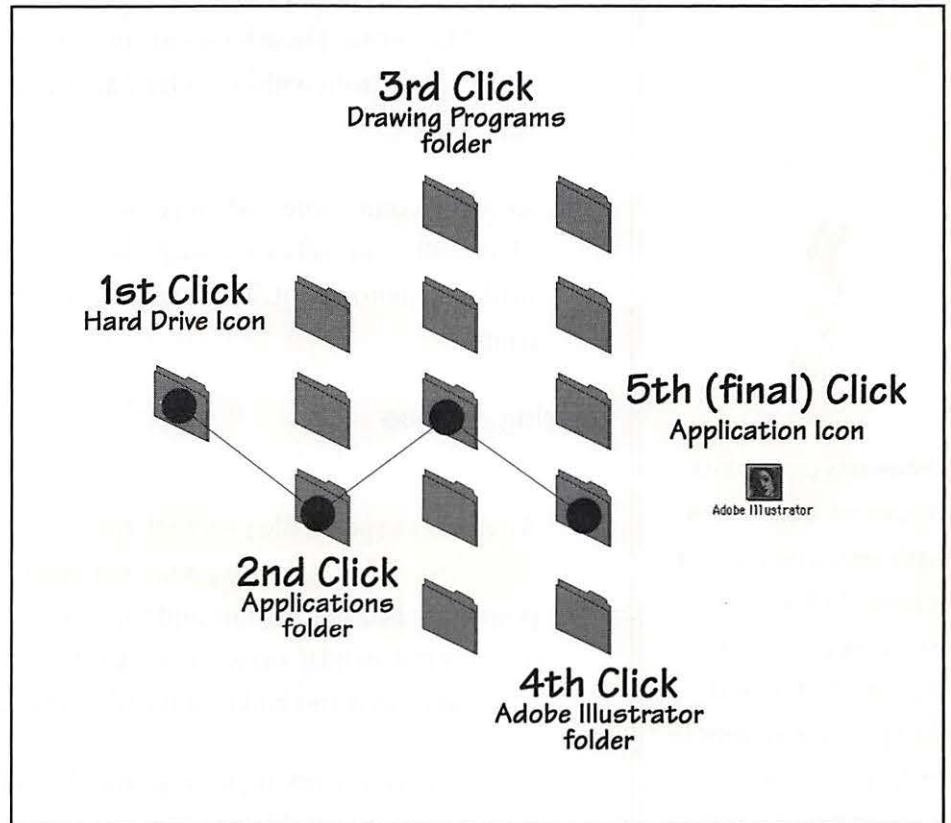 3rd Click
Drawing Programs
folder
1st Click
Hard Drive Icon
5th (final) Click
Application Icon
Adobe Illustrator
2nd Click
Applications
folder
4th Click
Adobe Illustrator
folder